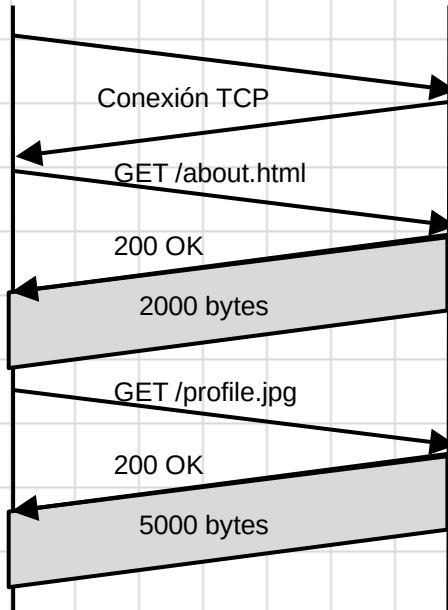 Conexión TCP
GET /about.html
200 OK
2000 bytes
GET /profile.jpg
200 OK
5000 bytes